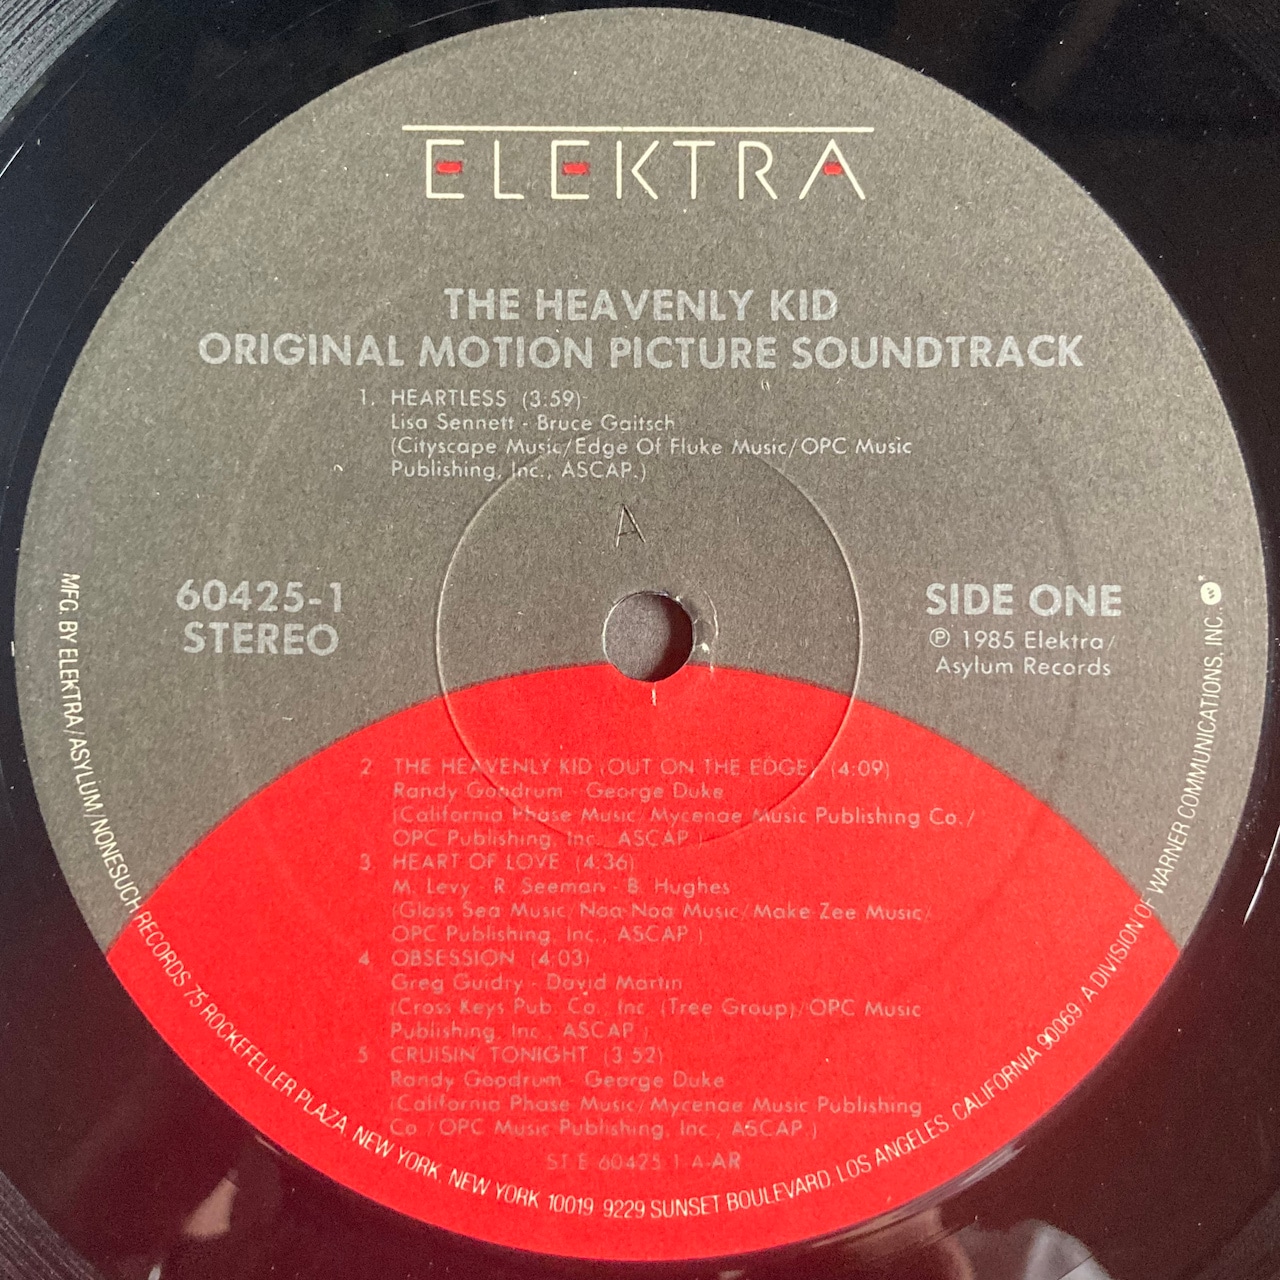 ELEKTRA
THE HEAVENLY KID
ORIGINAL MOTION PICTURE SOUNDTRACK
1. HEARTLESS (3:59)
Lisa Sennett - Bruce Gaitsch
(Cityscape Music/Edge Of Fluke Music/OPC Music
Publishing, Inc., ASCAP.)
A
60425-1
STEREO
SIDE ONE
℗ 1985 Elektra/
Asylum Records
2 THE HEAVENLY KID (OUT ON THE EDGE) (4:09)
Randy Goodrum - George Duke
(California Phase Music/Mycenae Music Publishing Co./
OPC Publishing, Inc., ASCAP.)
3 HEART OF LOVE (4:36)
M. Levy - R. Seeman - B. Hughes
(Glass Sea Music/Noa Noa Music/Make Zee Music/
OPC Publishing, Inc., ASCAP.)
4 OBSESSION (4:03)
Greg Guidry - David Martin
(Cross Keys Pub. Co., Inc. (Tree Group)/OPC Music
Publishing, Inc., ASCAP.)
5 CRUISIN' TONIGHT (3:52)
Randy Goodrum - George Duke
(California Phase Music/Mycenae Music Publishing
Co./OPC Music Publishing, Inc., ASCAP.)
ST E 60425 1 A-AR
MFG. BY ELEKTRA/ASYLUM/NONESUCH RECORDS 75 ROCKEFELLER PLAZA, NEW YORK, NEW YORK 10019 9229 SUNSET BOULEVARD, LOS ANGELES, CALIFORNIA 90069. A DIVISION OF WARNER COMMUNICATIONS, INC.